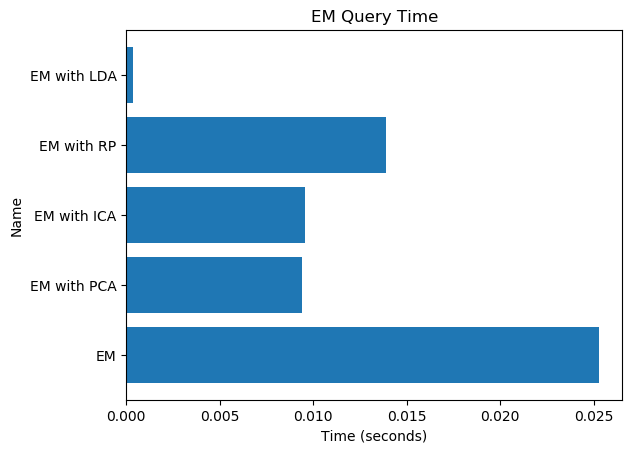 EM Query Time
EM with LDA
EM with RP
EM with ICA
EM with PCA
EM
Name
0.000 0.005 0.010 0.015 0.020 0.025
Time (seconds)